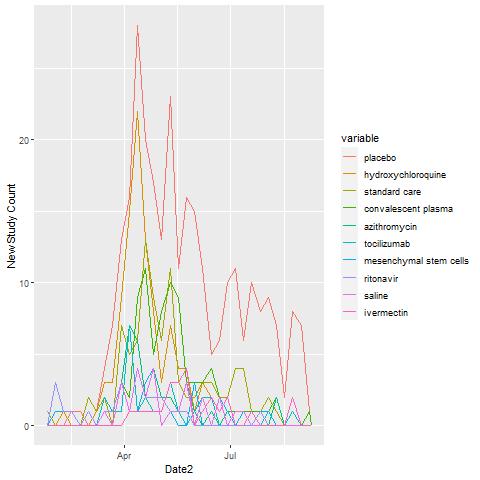 NewStudy Count
20
10
0
Apr
Jul
Date2
variable
placebo
hydroxychloroquine
standard care
convalescent plasma
azithromycin
tocilizumab
mesenchymal stem cells
ritonavir
saline
ivermectin